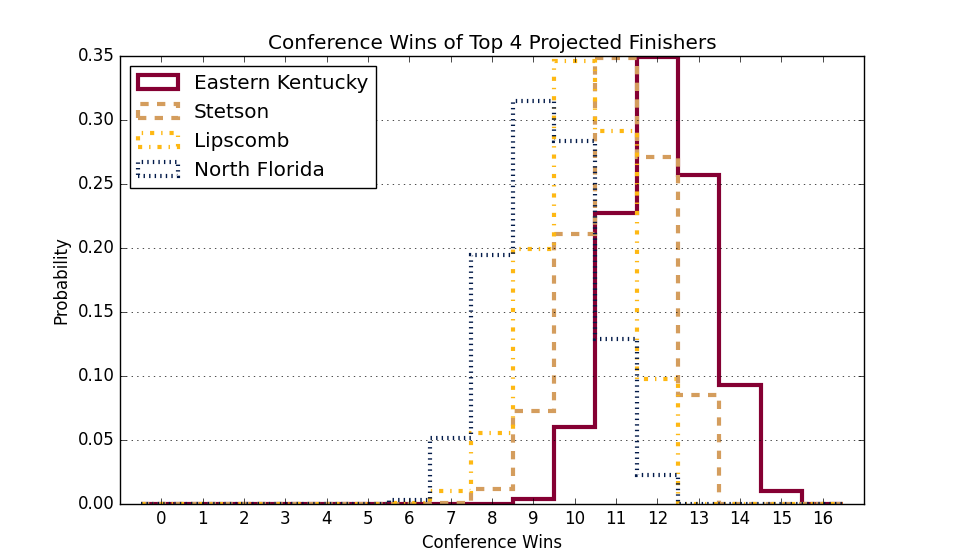 Conference Wins of Top 4 Projected Finishers
Eastern Kentucky
Stetson
Lipscomb
North Florida
Probability
0.35
0.30
0.25
0.20
0.15
0.10
0.05
0.00
0 1 2 3 4 5 6 7 8 9 10 11 12 13 14 15 16
Conference Wins